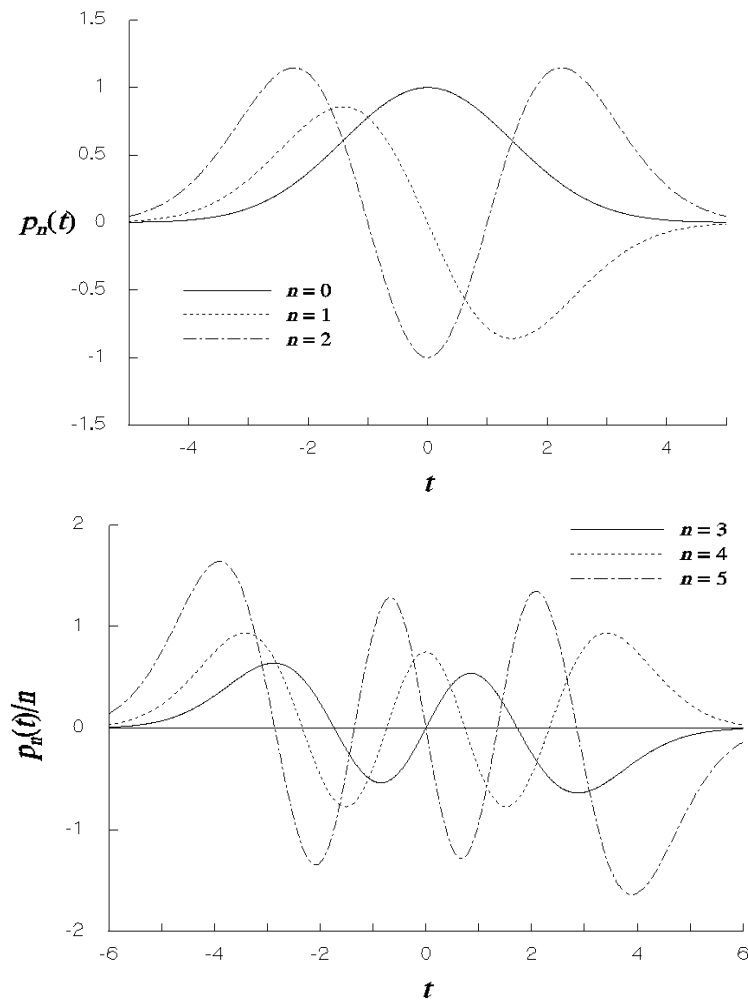 1.5
1
0.5
pₙ(t) 0
n = 0
-0.5
n = 1
n = 2
-1
-1.5
-4 -2 0 2 4
t
2
n = 3
n = 4
n = 5
1
pₙ(t)/n
0
-1
-2
-6 -4 -2 0 2 4 6
t